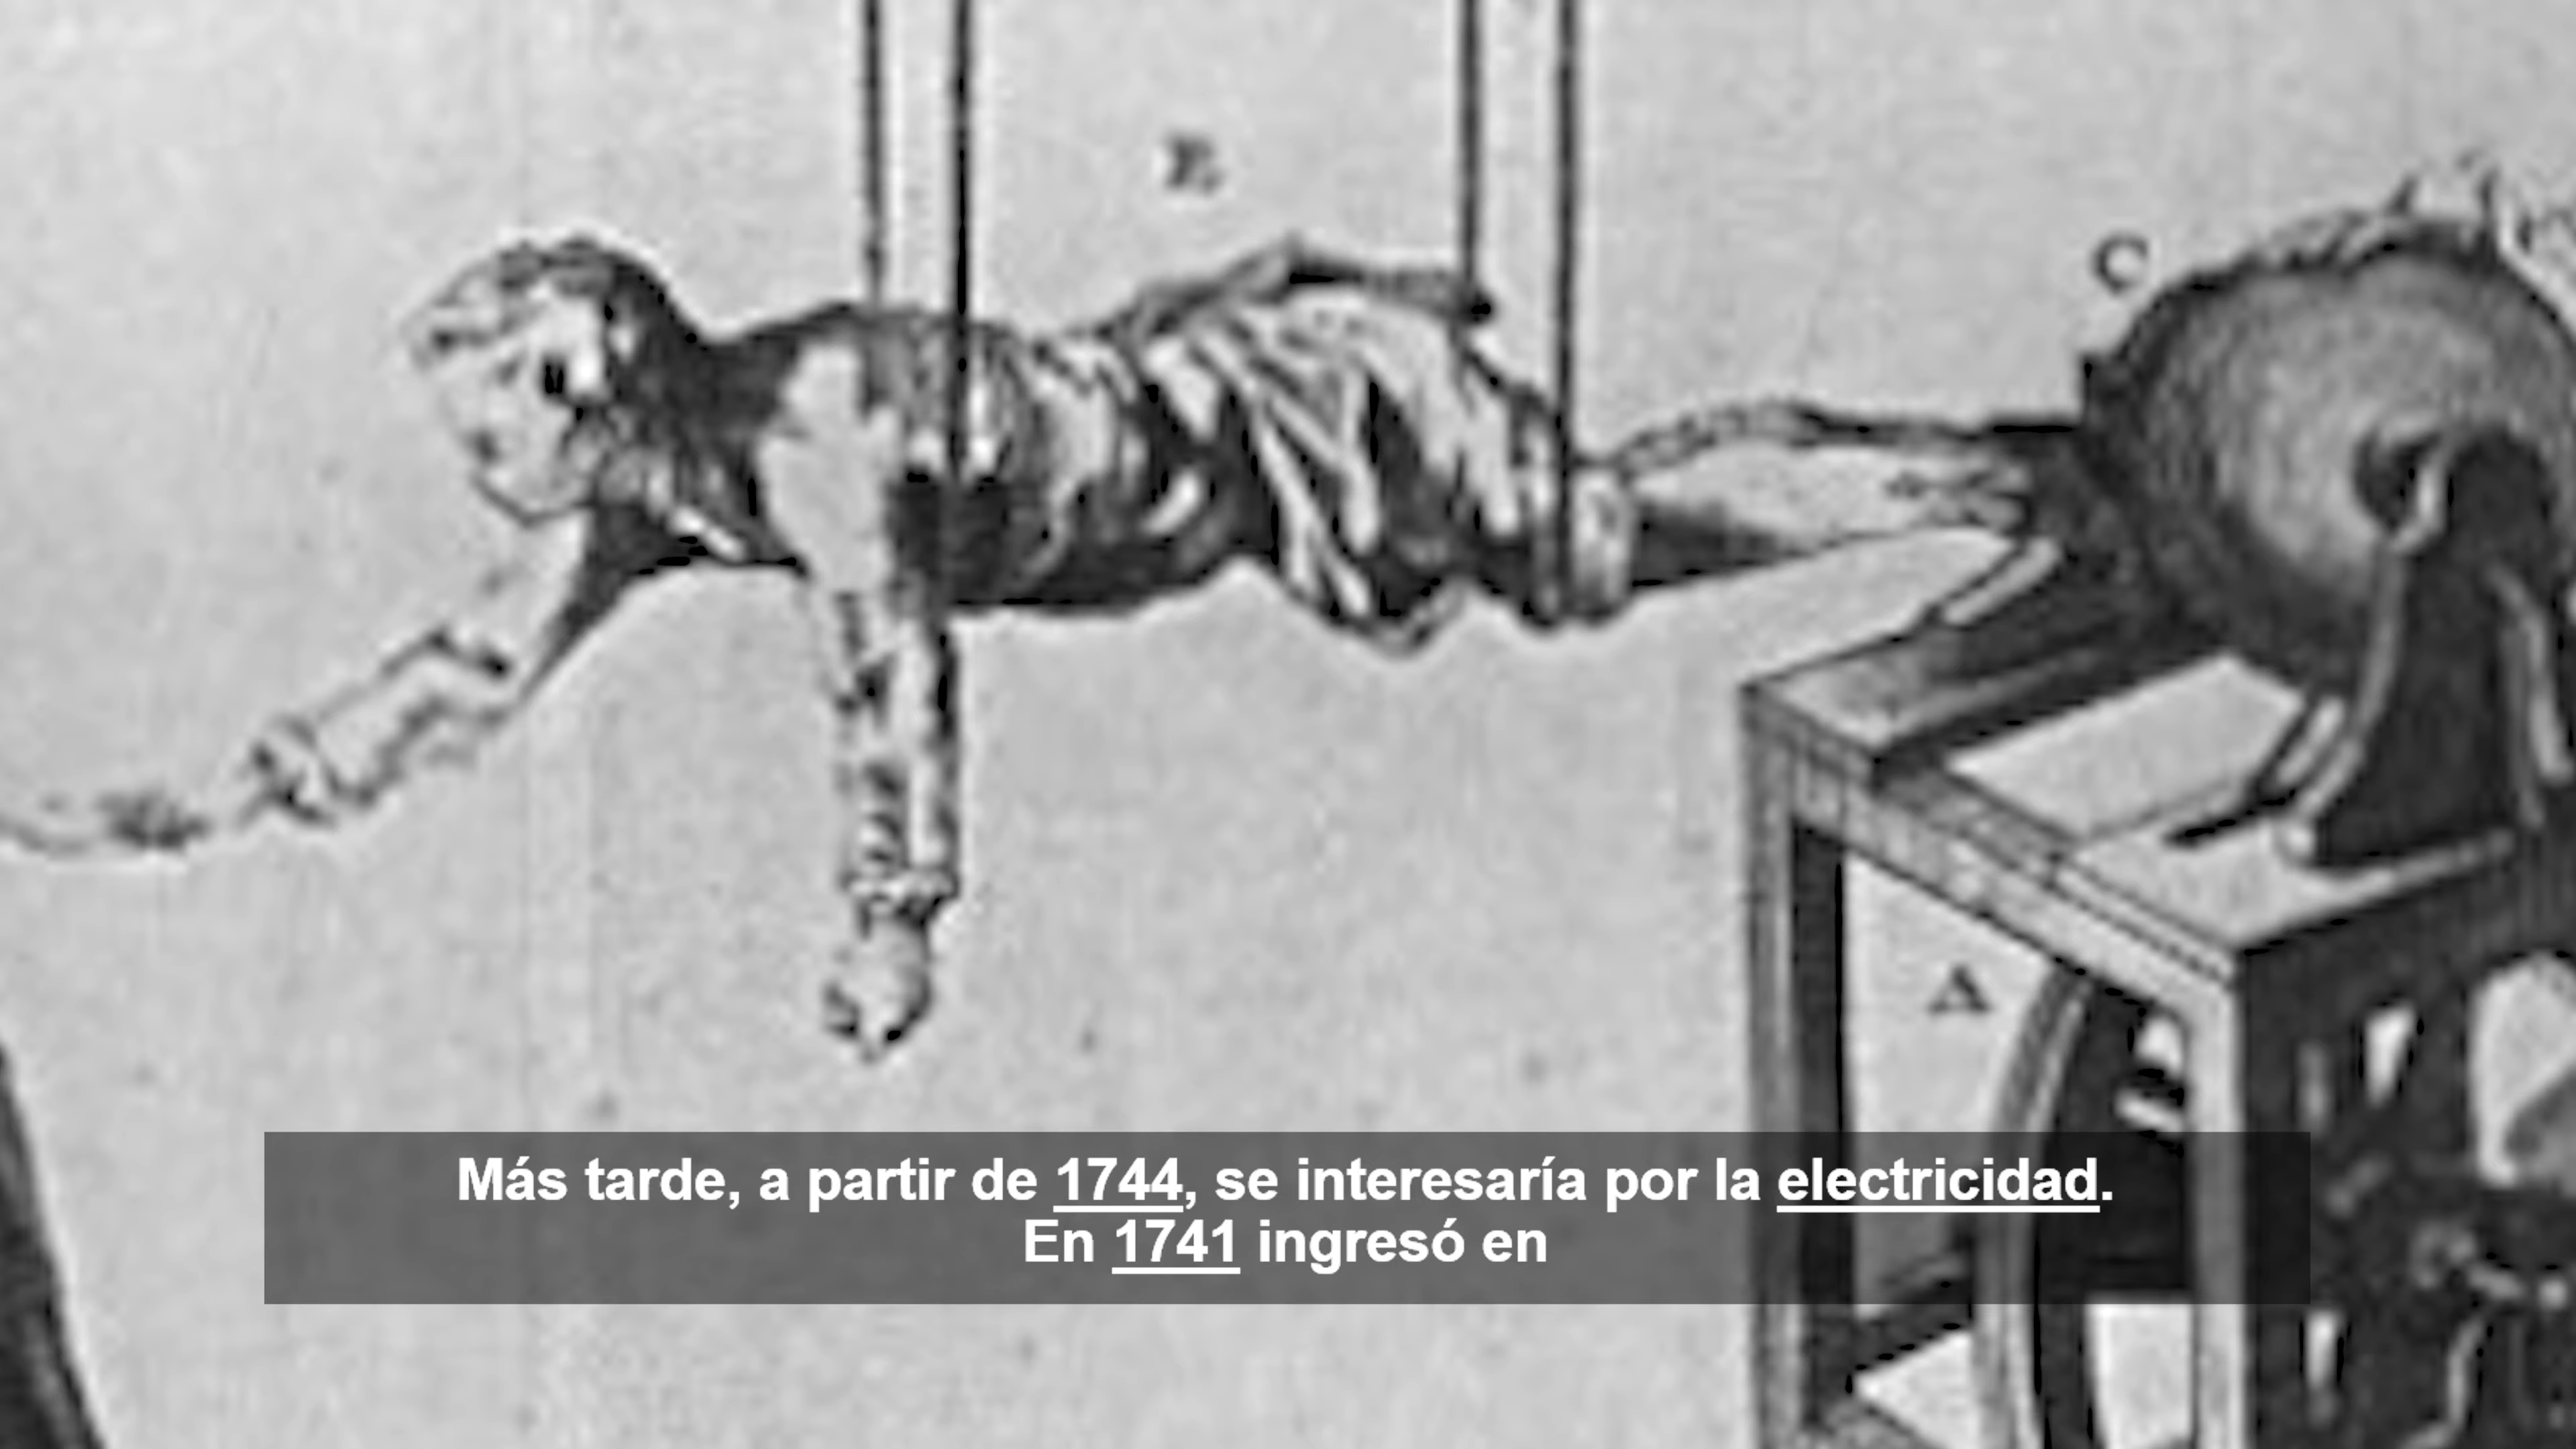 E
C
A
Más tarde, a partir de 1744, se interesaría por la electricidad.
En 1741 ingresó en